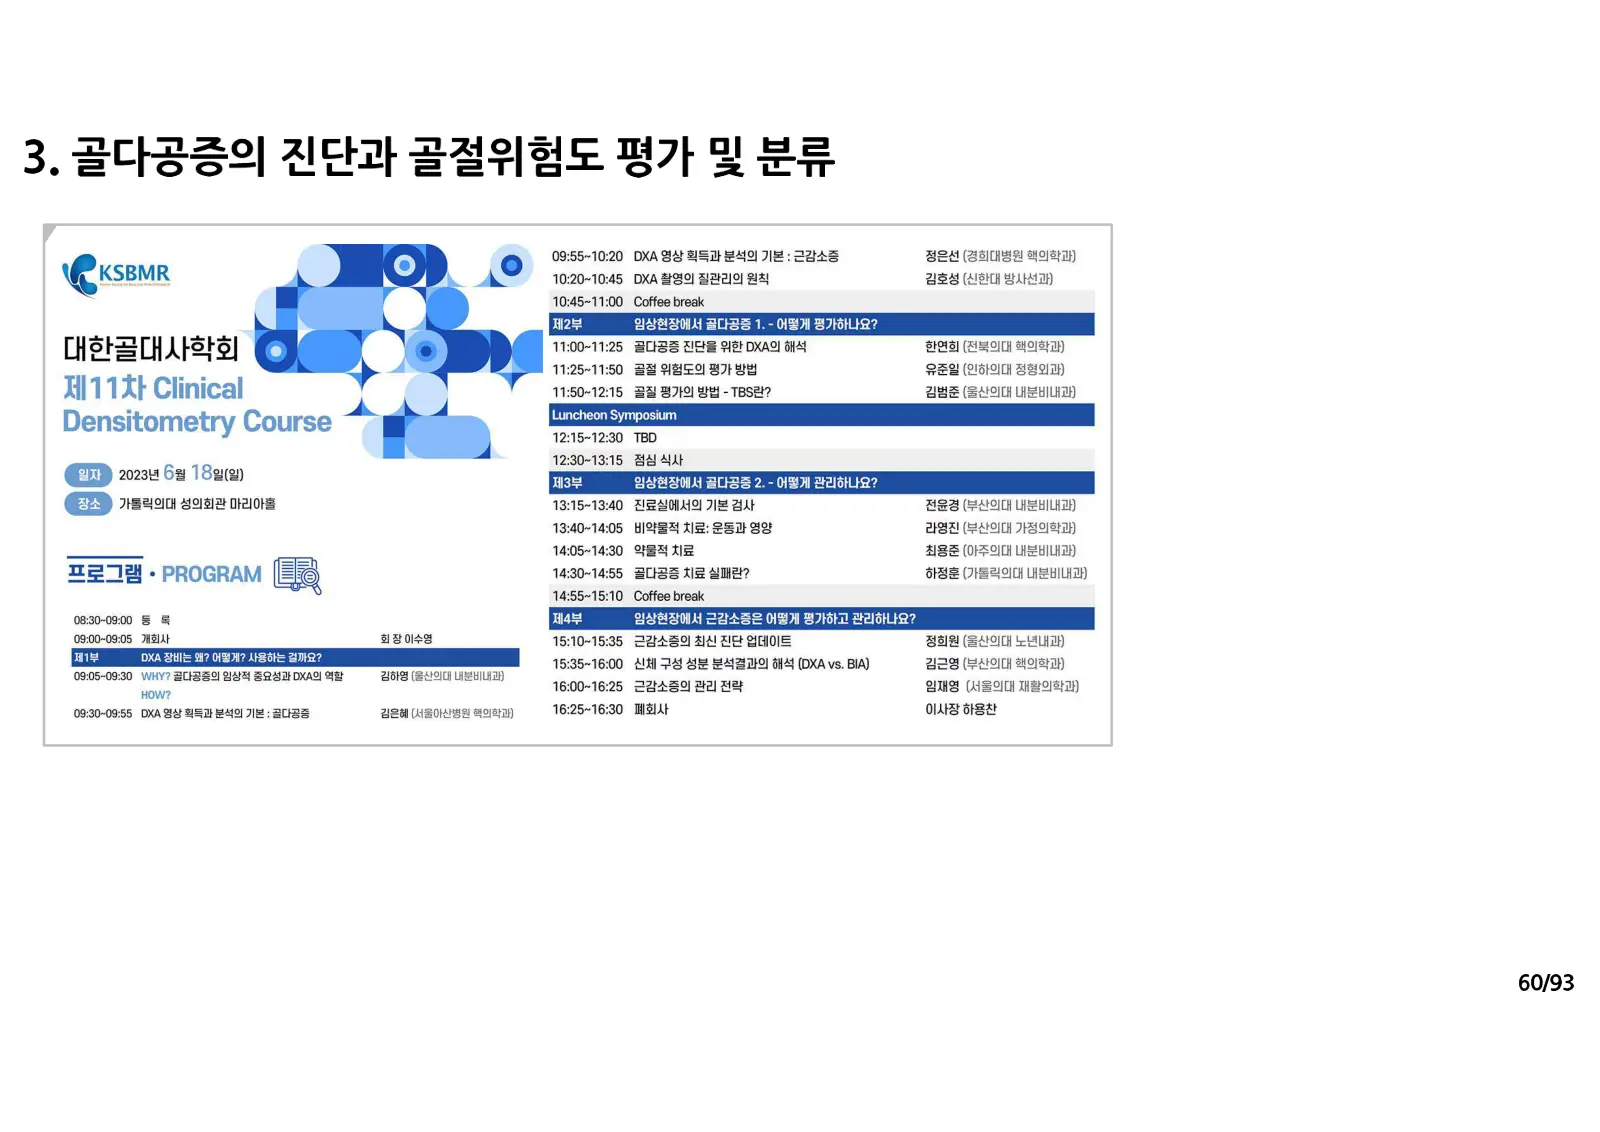 3. 골다공증의 진단과 골절위험도 평가 및 분류
KSBMR
대한골대사학회
제11차 Clinical
Densitometry Course
일자 2023년 6월 18일(일)
장소 가톨릭의대 성의회관 마리아홀
프로그램 • PROGRAM
08:30~09:00 등 록
09:00~09:05 개회사 회 장 이수영
제1부 DXA 장비는 왜? 어떻게? 사용하는 걸까요?
09:05~09:30 WHY? 골다공증의 임상적 중요성과 DXA의 역할 김하영 (울산의대 내분비내과)
HOW?
09:30~09:55 DXA 영상 획득과 분석의 기본 : 골다공증 김은혜 (서울아산병원 핵의학과)
09:55~10:20 DXA 영상 획득과 분석의 기본 : 근감소증 정은선 (경희대병원 핵의학과)
10:20~10:45 DXA 촬영의 질관리의 원칙 김호성 (신한대 방사선과)
10:45~11:00 Coffee break
제2부 임상현장에서 골다공증 1. - 어떻게 평가하나요?
11:00~11:25 골다공증 진단을 위한 DXA의 해석 한연희 (전북의대 핵의학과)
11:25~11:50 골절 위험도의 평가 방법 유준일 (인하의대 정형외과)
11:50~12:15 골질 평가의 방법 - TBS란? 김범준 (울산의대 내분비내과)
Luncheon Symposium
12:15~12:30 TBD
12:30~13:15 점심 식사
제3부 임상현장에서 골다공증 2. - 어떻게 관리하나요?
13:15~13:40 진료실에서의 기본 검사 전윤경 (부산의대 내분비내과)
13:40~14:05 비약물적 치료: 운동과 영양 라영진 (부산의대 가정의학과)
14:05~14:30 약물적 치료 최용준 (아주의대 내분비내과)
14:30~14:55 골다공증 치료 실패란? 하정훈 (가톨릭의대 내분비내과)
14:55~15:10 Coffee break
제4부 임상현장에서 근감소증은 어떻게 평가하고 관리하나요?
15:10~15:35 근감소증의 최신 진단 업데이트 정희원 (울산의대 노년내과)
15:35~16:00 신체 구성 성분 분석결과의 해석 (DXA vs. BIA) 김근영 (부산의대 핵의학과)
16:00~16:25 근감소증의 관리 전략 임재영 (서울의대 재활의학과)
16:25~16:30 폐회사 이사장 하용찬
60/93